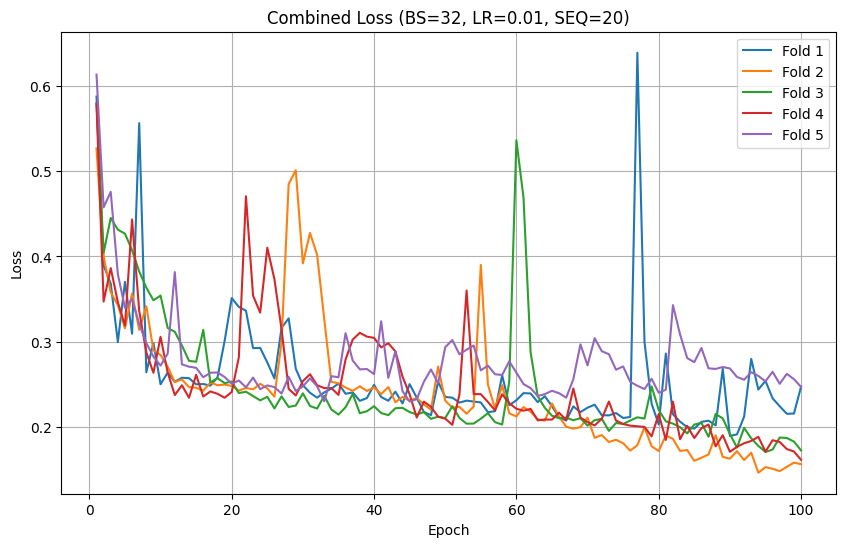 Combined Loss (BS=32, LR=0.01, SEQ=20)
Fold 1
Fold 2
Fold 3
Fold 4
Fold 5
Loss
0.6
0.5
0.4
0.3
0.2
0
20
40
60
80
100
Epoch